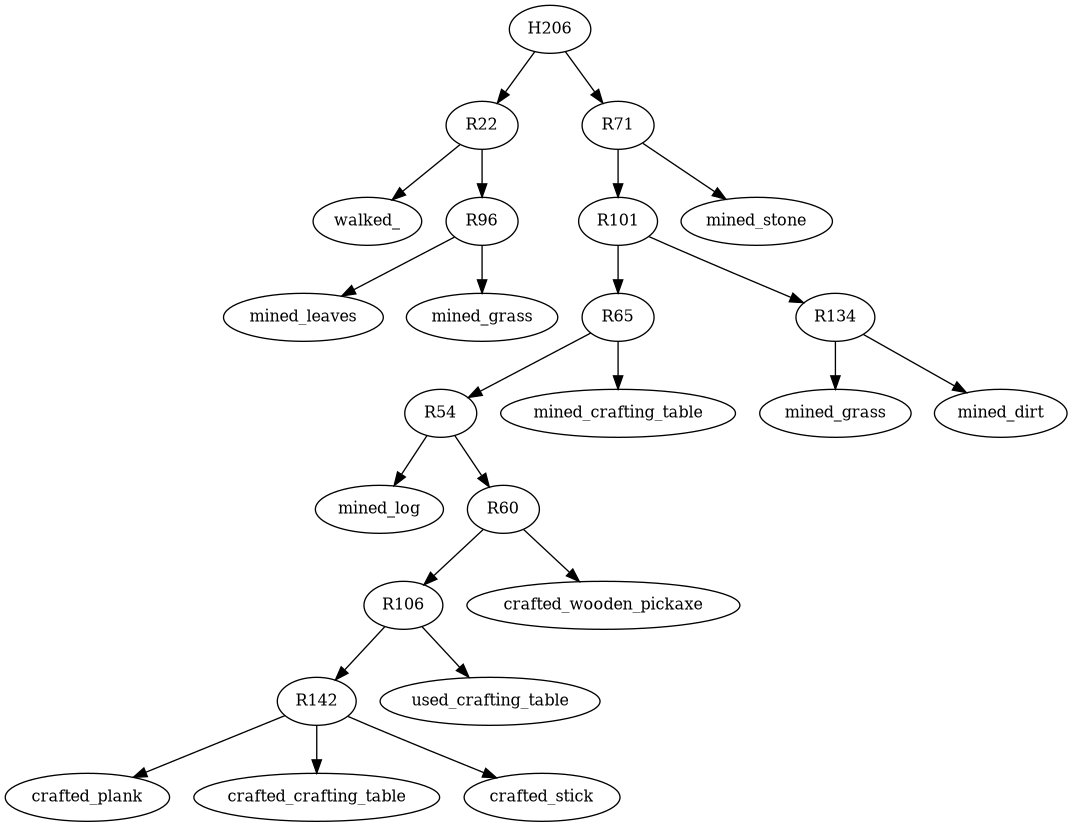 H206
R22
R71
walked_
R96
R101
mined_stone
mined_leaves
mined_grass
R65
R134
R54
mined_crafting_table
mined_grass
mined_dirt
mined_log
R60
R106
crafted_wooden_pickaxe
R142
used_crafting_table
crafted_plank
crafted_crafting_table
crafted_stick